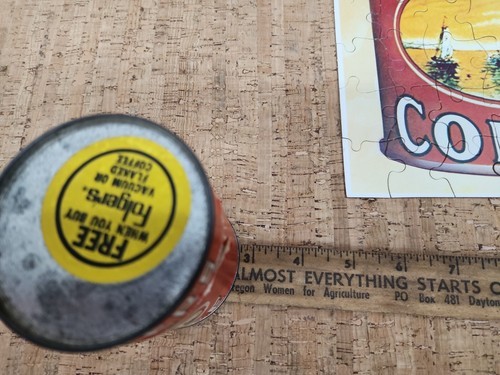 FREE
WHEN YOU BUY
folgers.
VACUUM OR
FLAKED
COFFEE
CO
3 4 5 6 7
ALMOST EVERYTHING STARTS
Oregon Women for Agriculture PO Box 481 Dayton